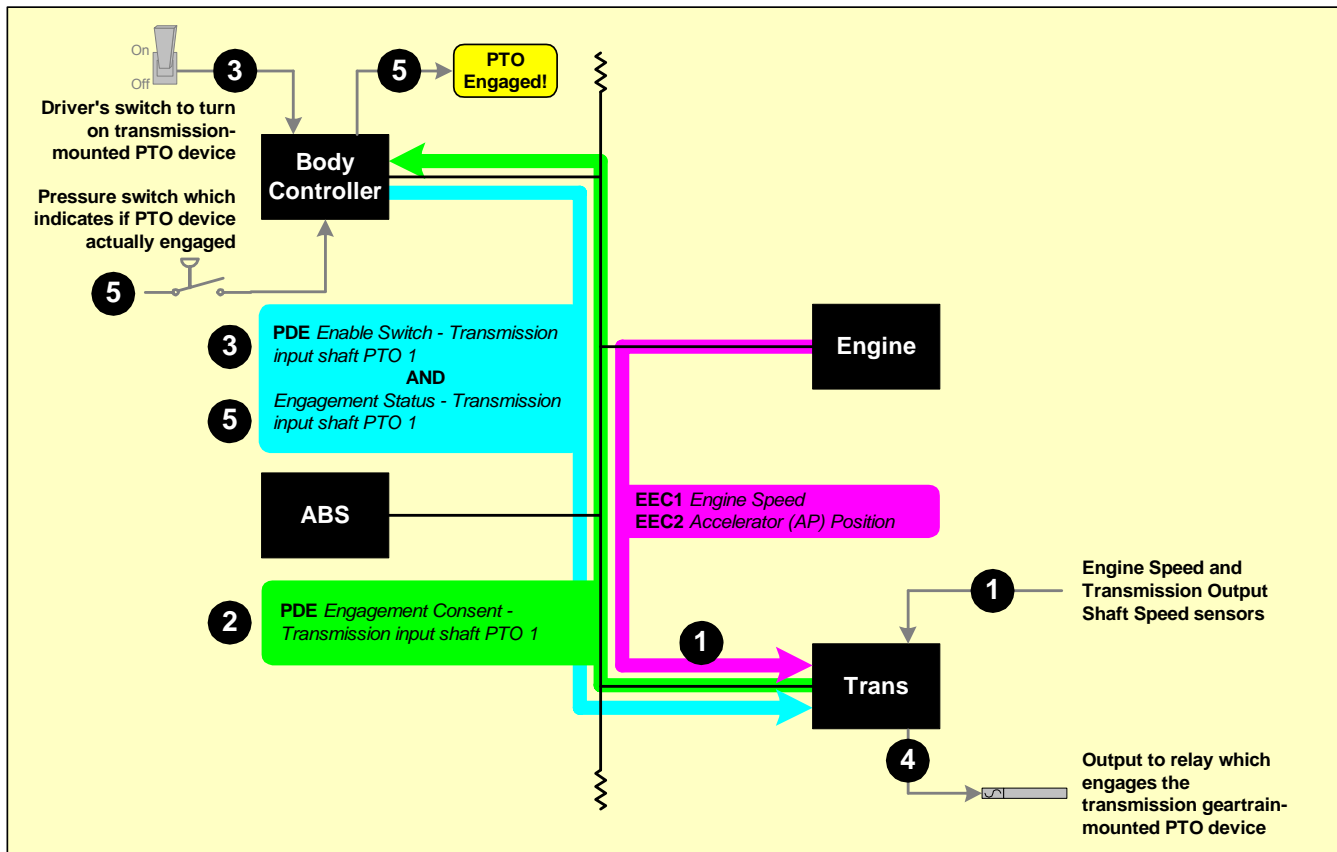 On
Off
3
5
PTO
Engaged!
Driver's switch to turn
on transmission-
mounted PTO device
Body
Controller
Pressure switch which
indicates if PTO device
actually engaged
5
3
5
PDE Enable Switch - Transmission
input shaft PTO 1
AND
Engagement Status - Transmission
input shaft PTO 1
Engine
ABS
EEC1 Engine Speed
EEC2 Accelerator (AP) Position
2
PDE Engagement Consent -
Transmission input shaft PTO 1
1
1
Engine Speed and
Transmission Output
Shaft Speed sensors
Trans
4
Output to relay which
engages the
transmission geartrain-
mounted PTO device